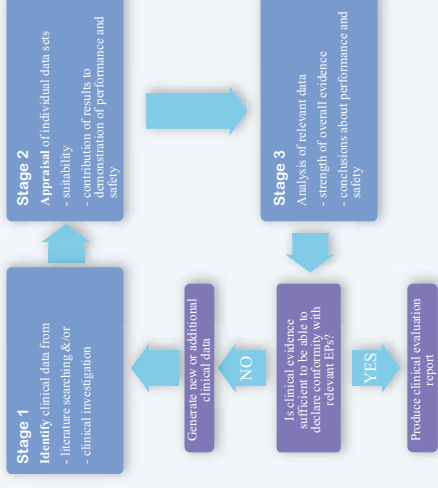 Stage 1
Identify clinical data from
- literature searching &/or
- clinical investigation
Stage 2
Appraisal of individual data sets
- suitability
- contribution of results to
demonstration of performance and
safety
Generate new or additional
clinical data
NO
Is clinical evidence
sufficient to be able to
declare conformity with
relevant EPs?
YES
Produce clinical evaluation
report
Stage 3
Analysis of relevant data
- strength of overall evidence
- conclusions about performance and
safety